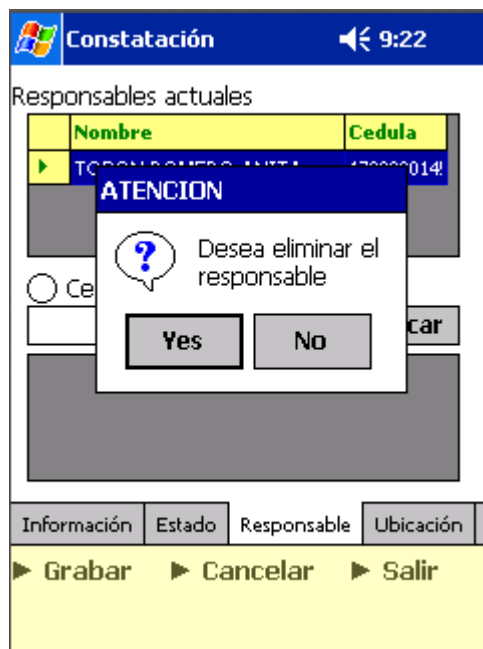 Constatación 9:22
Responsables actuales
Nombre Cedula
ATENCION
Desea eliminar el
responsable
Yes No
Información Estado Responsable Ubicación
Grabar Cancelar Salir